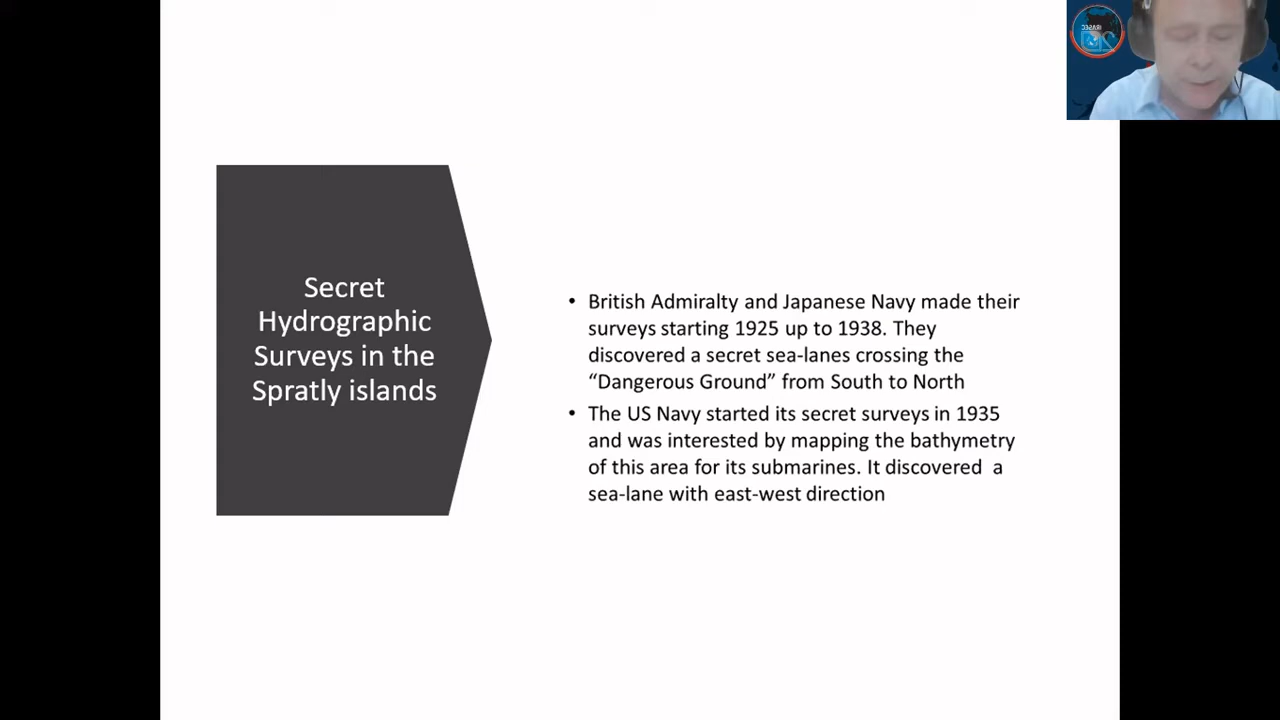 Secret
Hydrographic
Surveys in the
Spratly islands
• British Admiralty and Japanese Navy made their
surveys starting 1925 up to 1938. They
discovered a secret sea-lanes crossing the
“Dangerous Ground” from South to North
• The US Navy started its secret surveys in 1935
and was interested by mapping the bathymetry
of this area for its submarines. It discovered  a
sea-lane with east-west direction
IRASEC